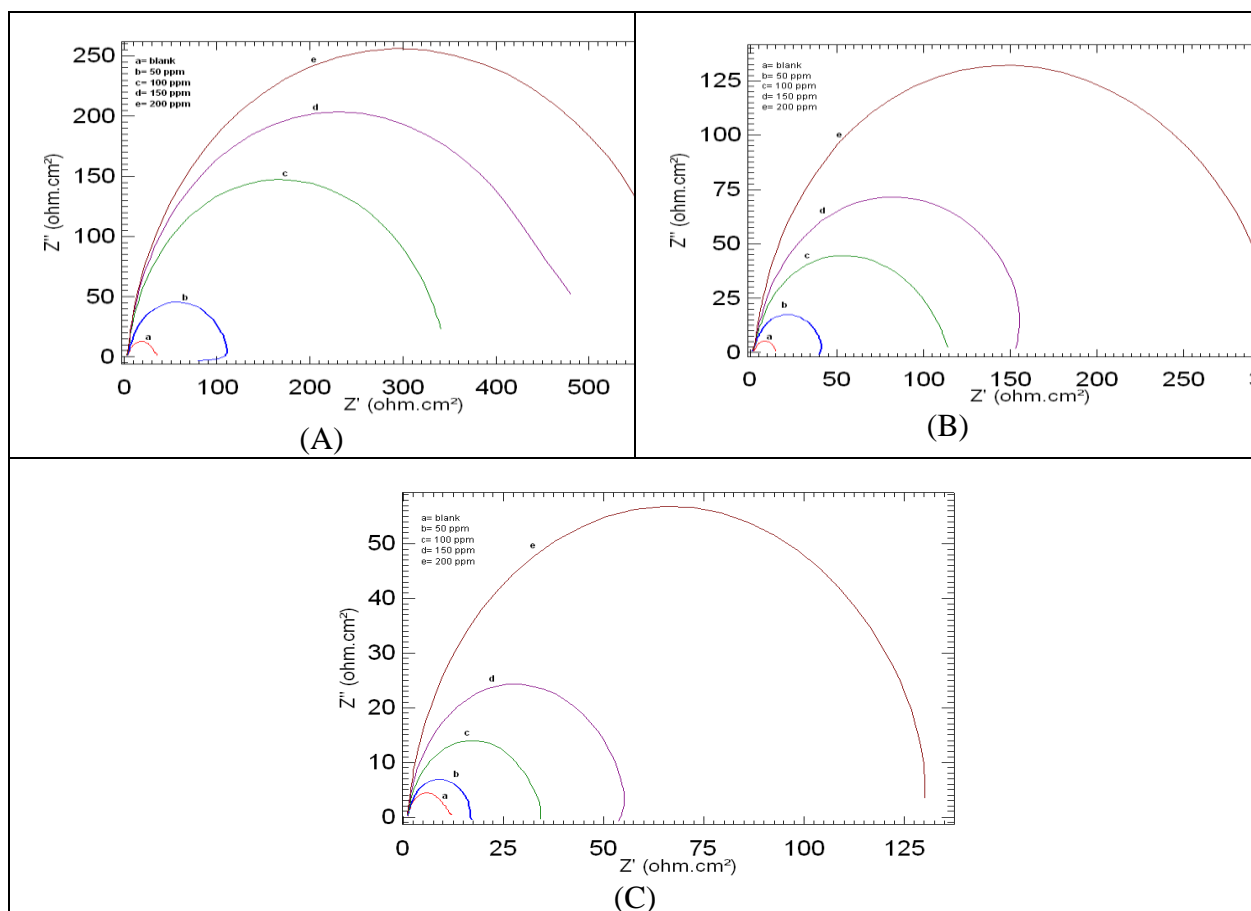 250
200
150
100
50
0
Z'' (ohm.cm²)
a= blank
b= 50 ppm
c= 100 ppm
d= 150 ppm
e= 200 ppm
e
d
c
b
a
0 100 200 300 400 500
Z' (ohm.cm²)
(A)
125
100
75
50
25
0
Z'' (ohm.cm²)
a= blank
b= 50 ppm
c= 100 ppm
d= 150 ppm
e= 200 ppm
e
d
c
b
a
0 50 100 150 200 250
Z' (ohm.cm²)
(B)
50
40
30
20
10
0
Z'' (ohm.cm²)
a= blank
b= 50 ppm
c= 100 ppm
d= 150 ppm
e= 200 ppm
e
d
c
b
a
0 25 50 75 100 125
Z' (ohm.cm²)
(C)